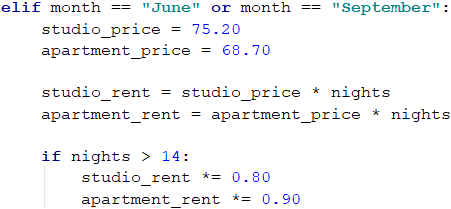 elif month == "June" or month == "September":
    studio_price = 75.20
    apartment_price = 68.70

    studio_rent = studio_price * nights
    apartment_rent = apartment_price * nights

    if nights > 14:
        studio_rent *= 0.80
        apartment_rent *= 0.90